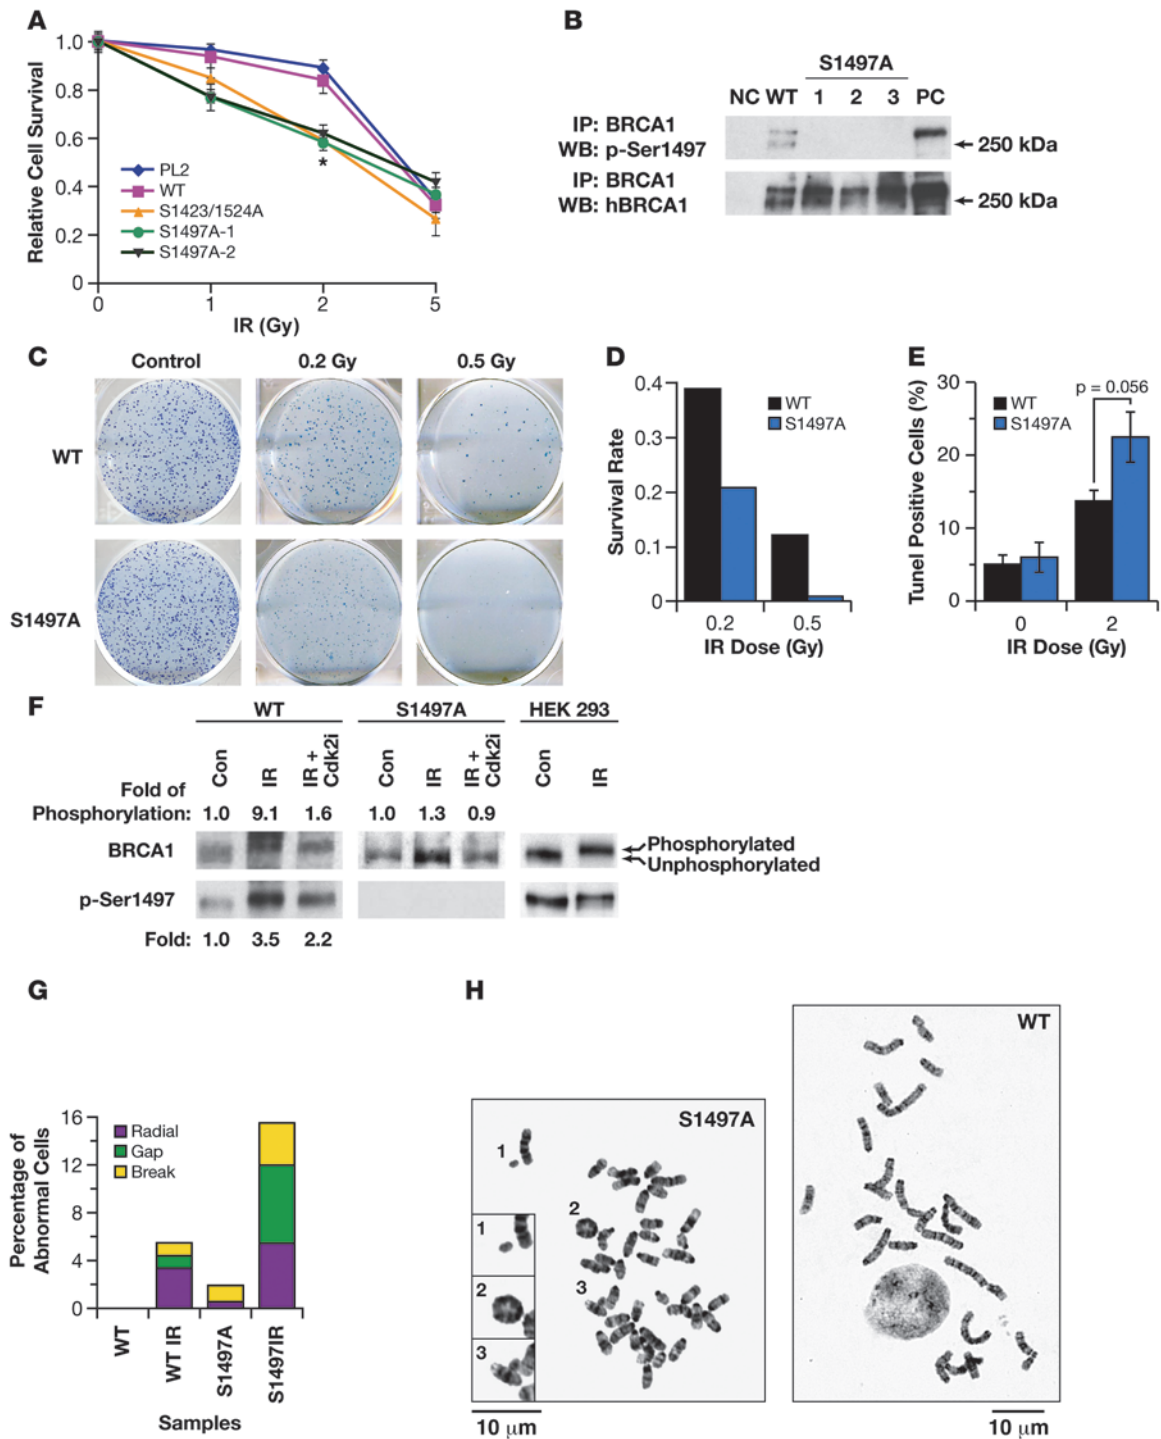 A
Relative Cell Survival
1.0
0.8
0.6
0.4
0.2
0
PL2
WT
S1423/1524A
S1497A-1
S1497A-2
*
0 1 2 5
IR (Gy)
B
S1497A
NC WT 1 2 3 PC
IP: BRCA1
WB: p-Ser1497
250 kDa
IP: BRCA1
WB: hBRCA1
250 kDa
C
Control 0.2 Gy 0.5 Gy
WT
S1497A
D
Survival Rate
0.4
0.3
0.2
0.1
0
WT
S1497A
0.2 0.5
IR Dose (Gy)
E
Tunel Positive Cells (%)
30
20
10
0
p = 0.056
WT
S1497A
0 2
IR Dose (Gy)
F
WT S1497A HEK 293
Con IR IR + Cdk2i Con IR IR + Cdk2i Con IR
Fold of
Phosphorylation: 1.0 9.1 1.6 1.0 1.3 0.9
BRCA1
Phosphorylated
Unphosphorylated
p-Ser1497
Fold: 1.0 3.5 2.2
G
Percentage of
Abnormal Cells
16
12
8
4
0
Radial
Gap
Break
WT WT IR S1497A S1497IR
Samples
H
S1497A
1
2
3
1
2
3
10 μm
WT
10 μm